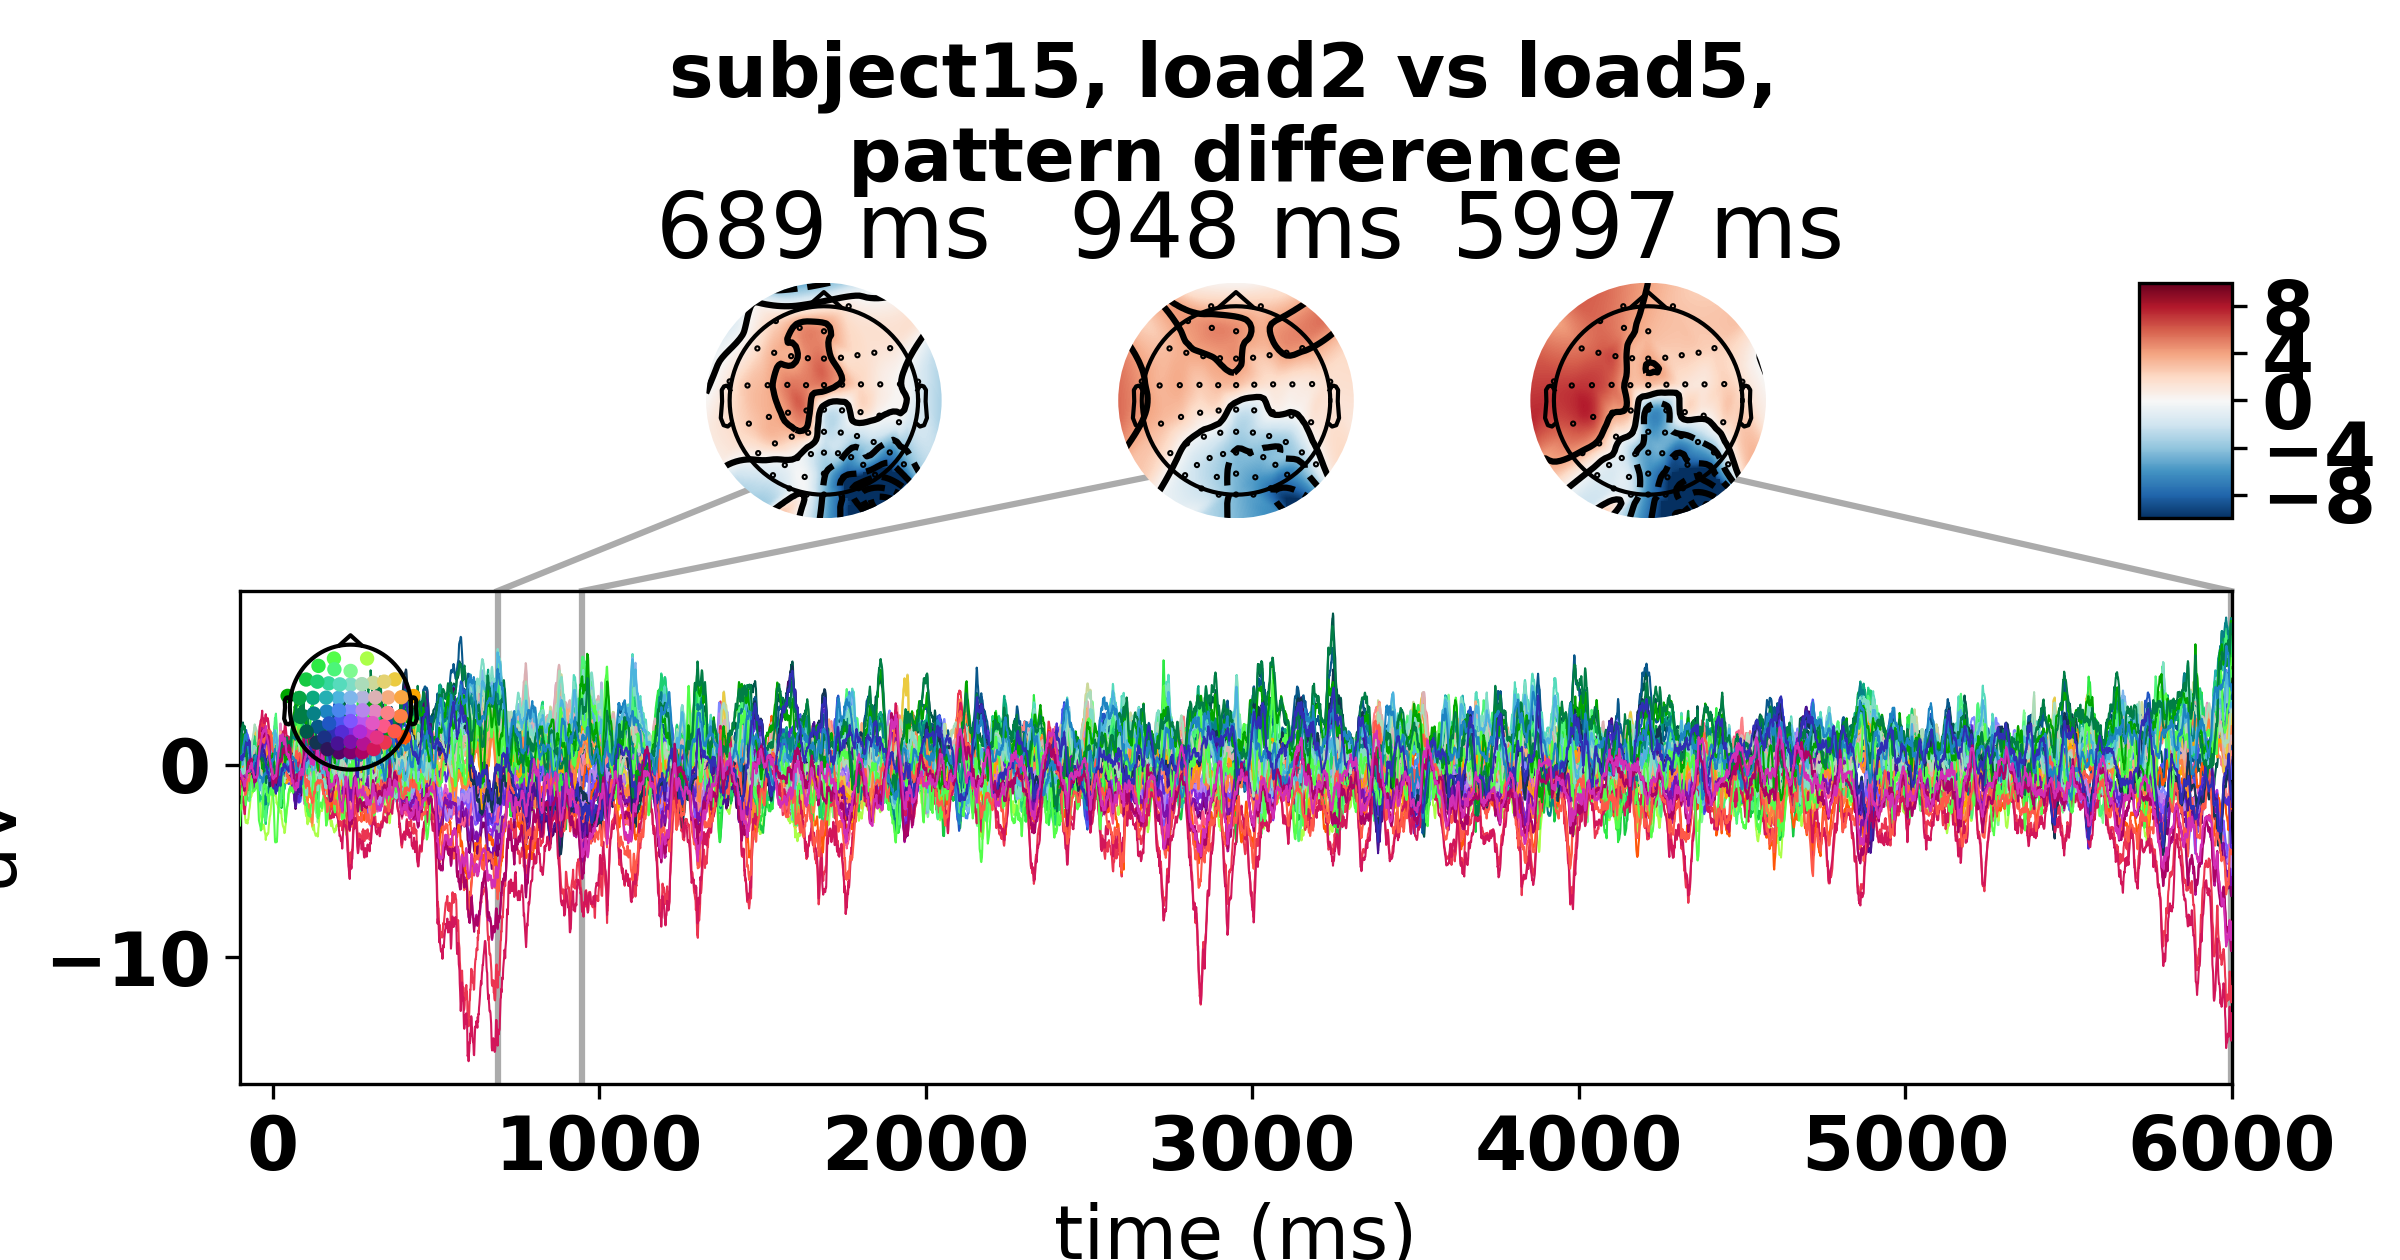 subject15, load2 vs load5,
pattern difference
689 ms 948 ms 5997 ms
8
4
0
−4
−8
0
−10
0 1000 2000 3000 4000 5000 6000
time (ms)